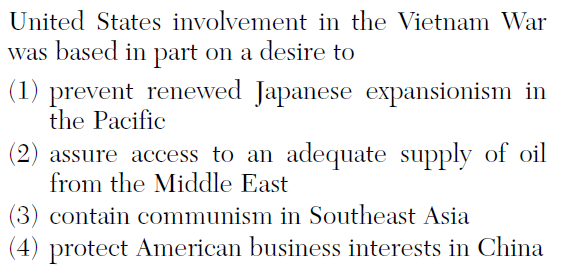 United States involvement in the Vietnam War
was based in part on a desire to
(1) prevent renewed Japanese expansionism in
the Pacific
(2) assure access to an adequate supply of oil
from the Middle East
(3) contain communism in Southeast Asia
(4) protect American business interests in China